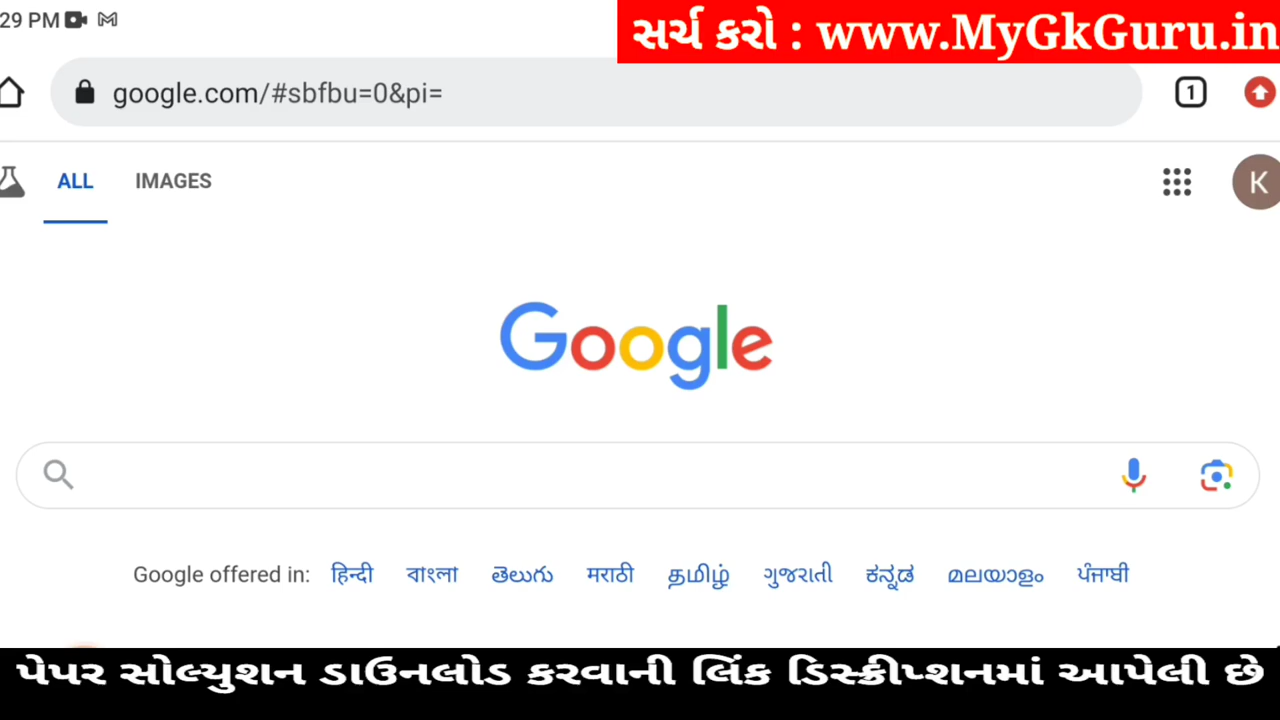 29 PM
સર્ચ કરો : www.MyGkGuru.in
google.com/#sbfbu=0&pi=
1
ALL IMAGES
K
Google
Google offered in: हिन्दी বাংলা తెలుగు मराठी தமிழ் ગુજરાતી ಕನ್ನಡ മലയാളം ਪੰਜਾਬੀ
પેપર સોલ્યુશન ડાઉનલોડ કરવાની લિંક ડિસ્ક્રીપ્શનમાં આપેલી છે